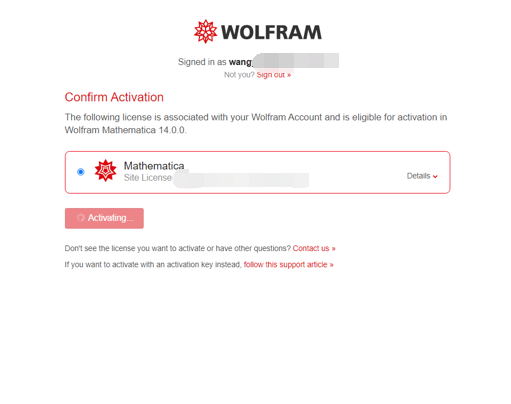 WOLFRAM
Signed in as wang
Not you? Sign out »
Confirm Activation
The following license is associated with your Wolfram Account and is eligible for activation in
Wolfram Mathematica 14.0.0.
Mathematica
Site License
Details
Activating...
Don't see the license you want to activate or have other questions? Contact us »
If you want to activate with an activation key instead, follow this support article »